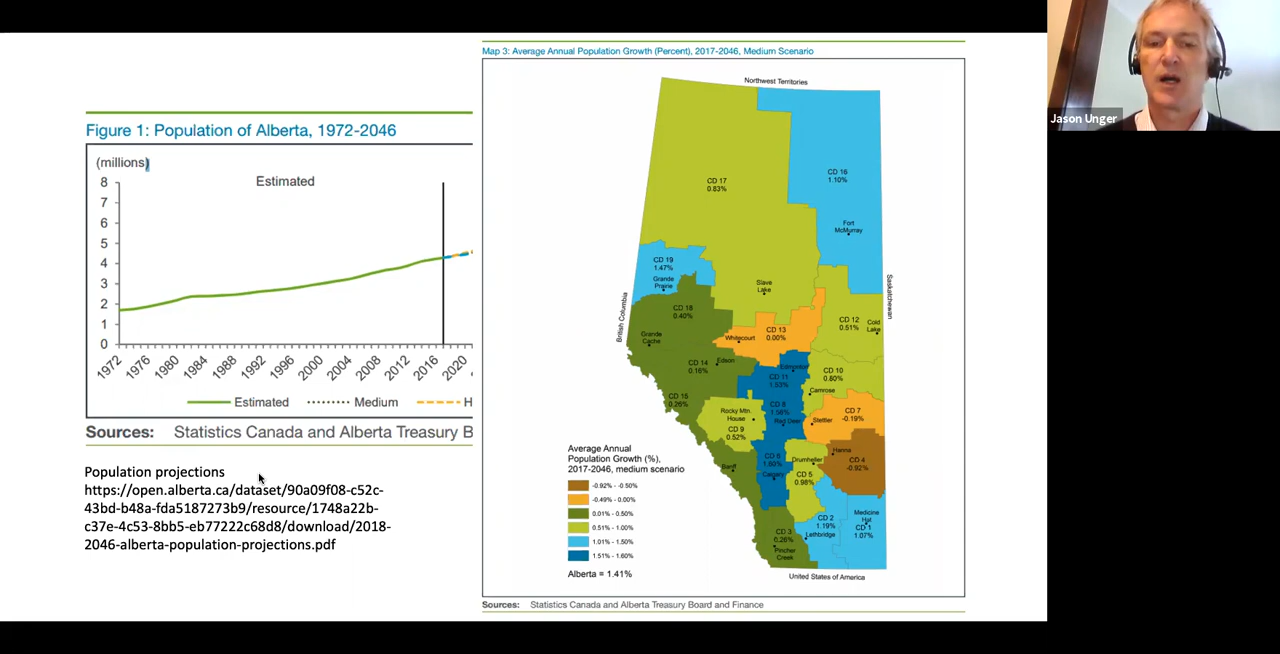 Map 3: Average Annual Population Growth (Percent), 2017-2046, Medium Scenario
Jason Unger
Figure 1: Population of Alberta, 1972-2046
(millions)
Estimated
8
7
6
5
4
3
2
1
0
1972
1976
1980
1984
1988
1992
1996
2000
2004
2008
2012
2016
2020
Estimated
Medium
H
Sources: Statistics Canada and Alberta Treasury B
Population projections
https://open.alberta.ca/dataset/90a09f08-c52c-
43bd-b48a-fda5187273b9/resource/1748a22b-
c37e-4c53-8bb5-eb77222c68d8/download/2018-
2046-alberta-population-projections.pdf
Northwest Territories
British Columbia
Saskatchewan
United States of America
CD 17
0.83%
CD 16
1.10%
Fort
McMurray
CD 19
1.47%
Grande
Prairie
Slave
Lake
CD 18
0.40%
Grande
Cache
CD 13
0.00%
Whitecourt
CD 12
0.51%
Cold
Lake
CD 14
0.16%
Edson
Edmonton
CD 11
1.53%
CD 10
0.80%
Camrose
CD 15
0.26%
Rocky Mtn.
House
CD 9
0.52%
CD 8
1.56%
Red Deer
Stettler
CD 7
-0.19%
Hanna
CD 4
-0.92%
Banff
CD 6
Calgary
Drumheller
CD 5
0.98%
Medicine
Hat
CD 1
1.07%
CD 2
1.19%
Lethbridge
CD 3
0.26%
Pincher
Creek
Average Annual
Population Growth (%),
2017-2046, medium scenario
-0.92% - -0.50%
-0.49% - 0.00%
0.01% - 0.50%
0.51% - 1.00%
1.01% - 1.50%
1.51% - 1.60%
Alberta = 1.41%
Sources: Statistics Canada and Alberta Treasury Board and Finance